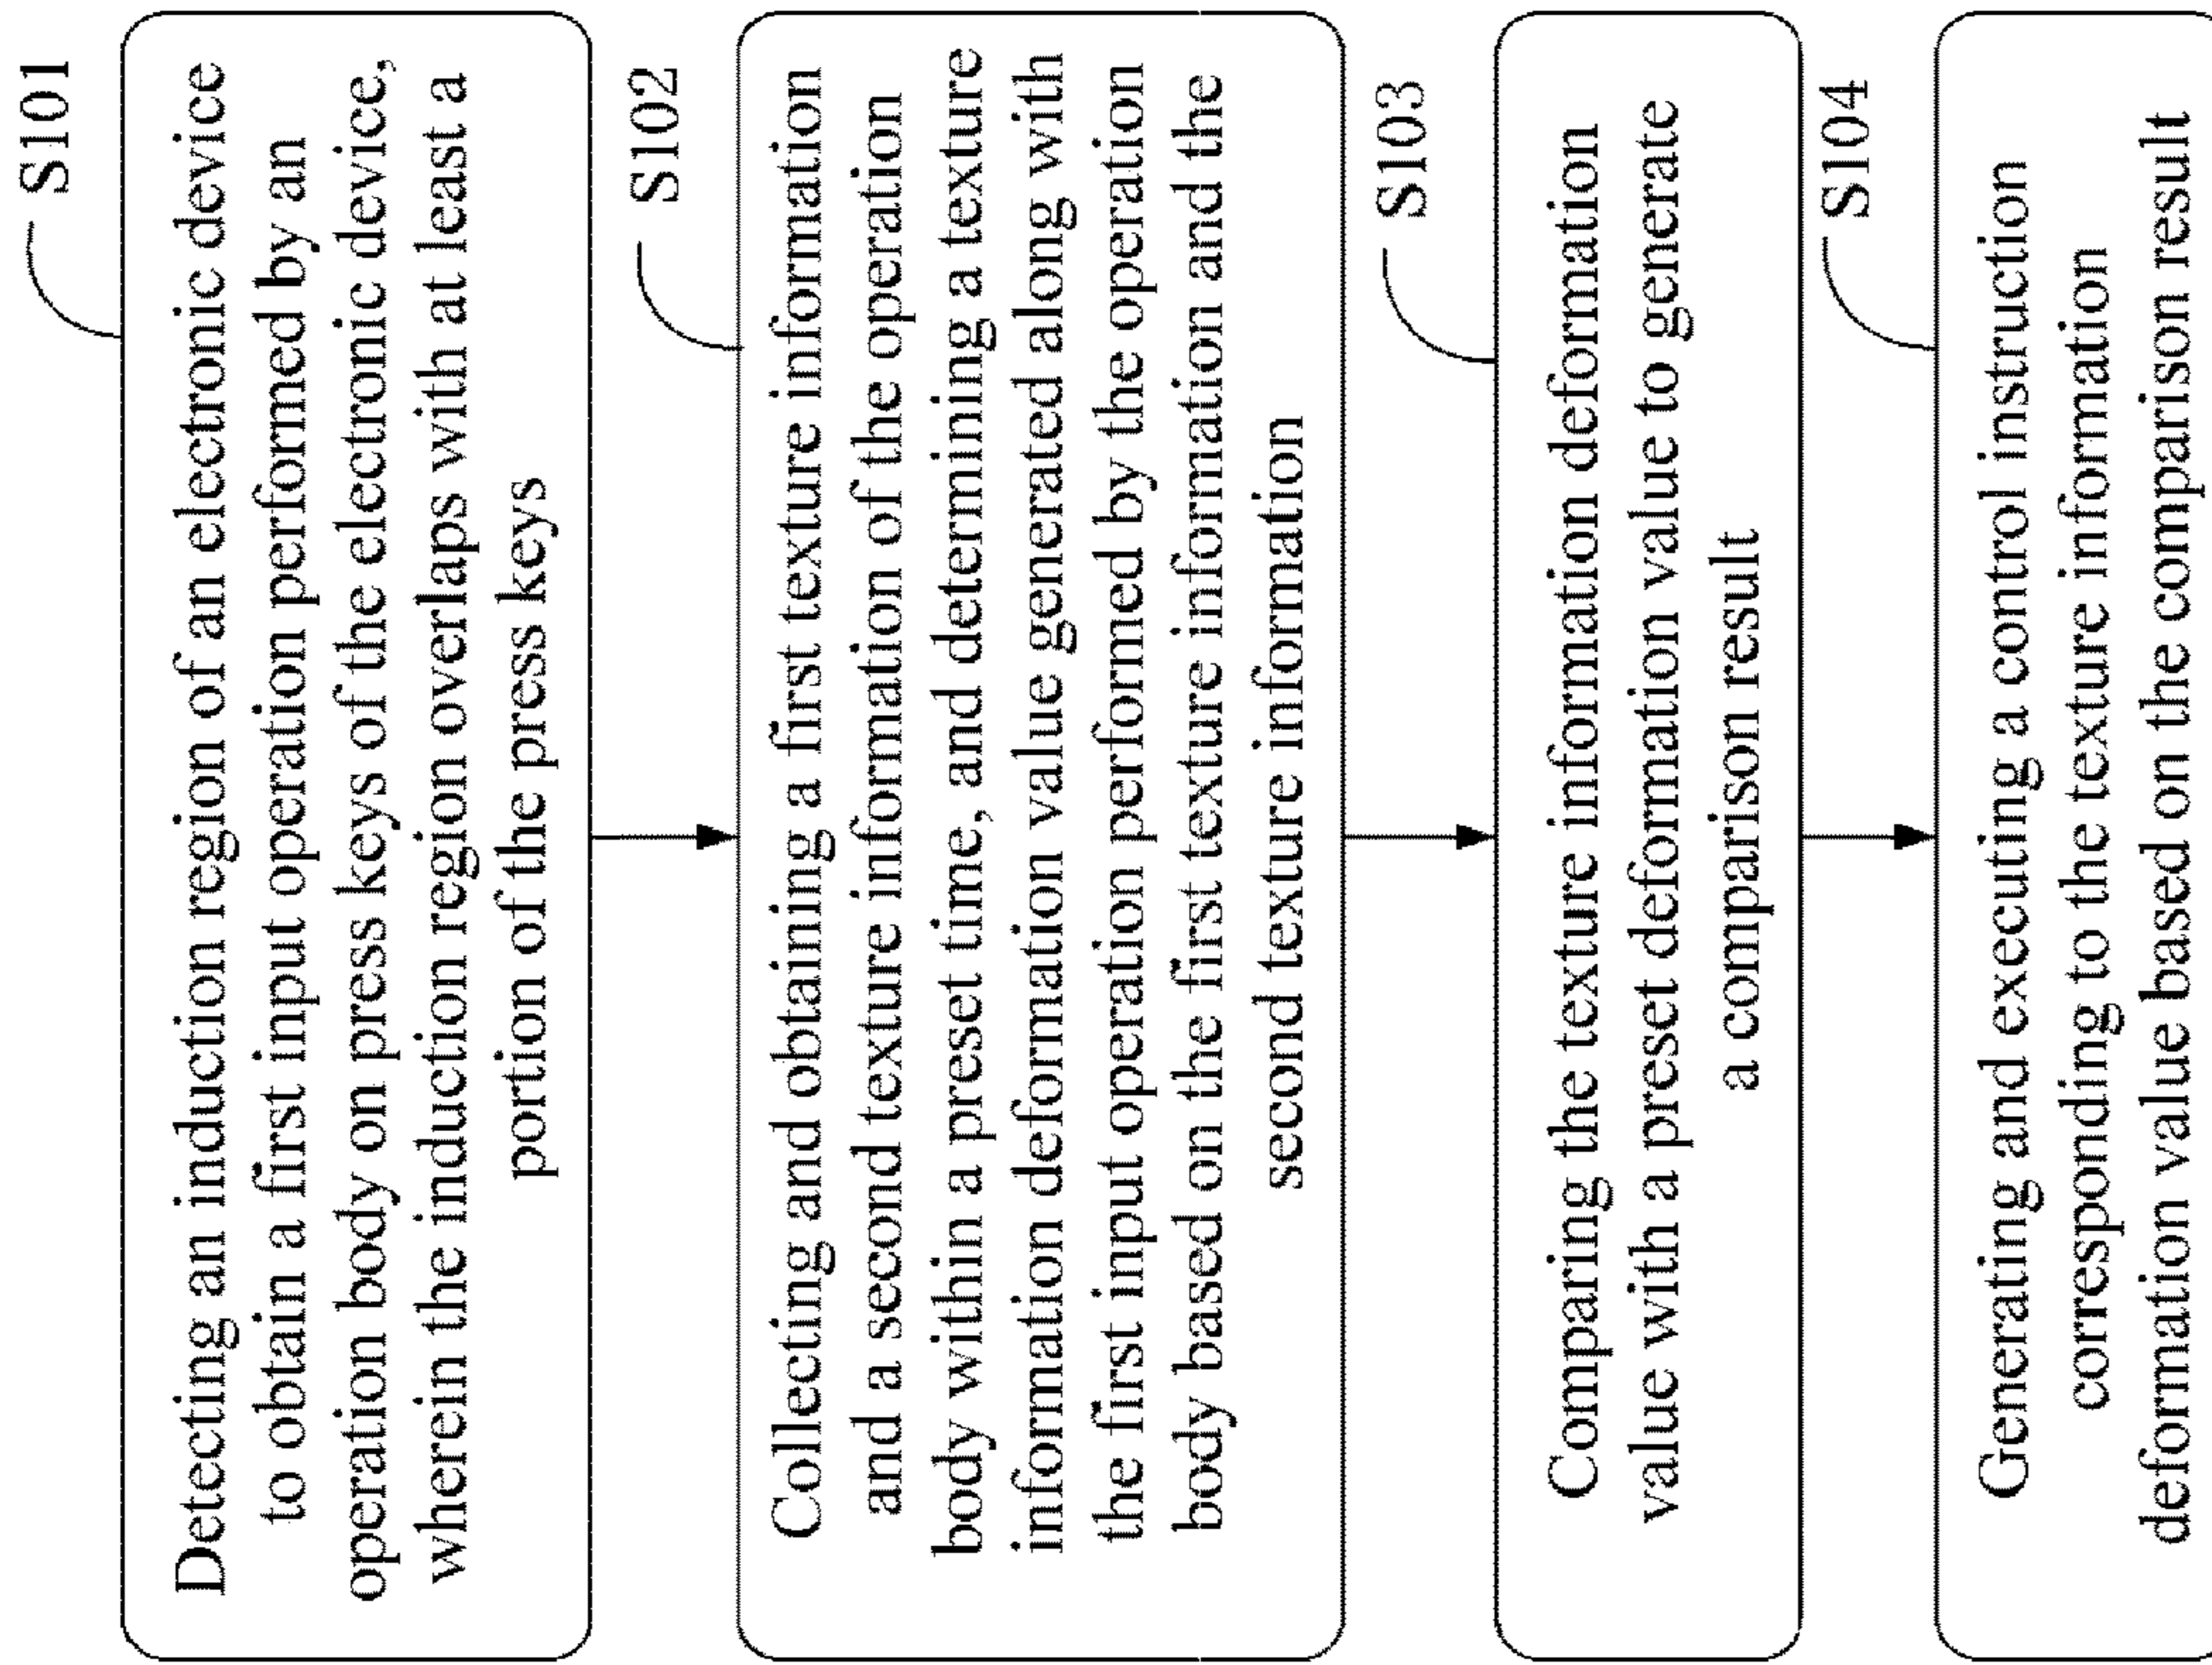 S101
Detecting an induction region of an electronic device
to obtain a first input operation performed by an
operation body on press keys of the electronic device,
wherein the induction region overlaps with at least a
portion of the press keys
S102
Collecting and obtaining a first texture information
and a second texture information of the operation
body within a preset time, and determining a texture
information deformation value generated along with
the first input operation performed by the operation
body based on the first texture information and the
second texture information
S103
Comparing the texture information deformation
value with a preset deformation value to generate
a comparison result
S104
Generating and executing a control instruction
corresponding to the texture information
deformation value based on the comparison result